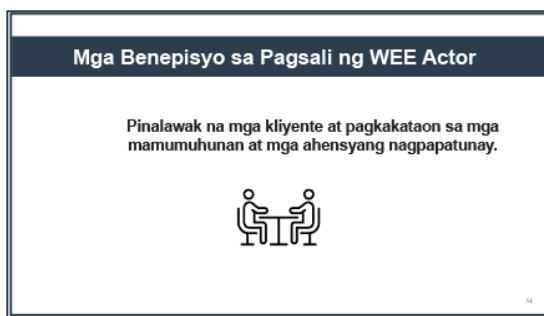 Mga Benepisyo sa Pagsali ng WEE Actor
Pinalawak na mga kliyente at pagkakataon sa mga
mamumuhunan at mga ahensyang nagpapatunay.
54